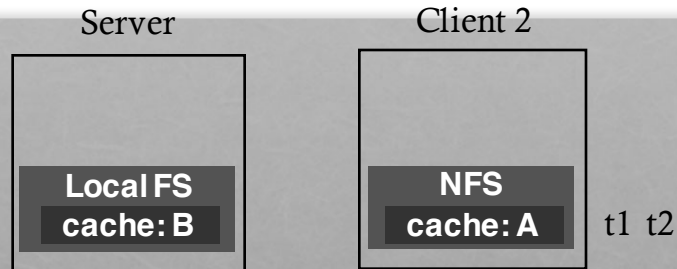 Server
Client 2
Local FS
cache: B
NFS
cache: A
t1 t2